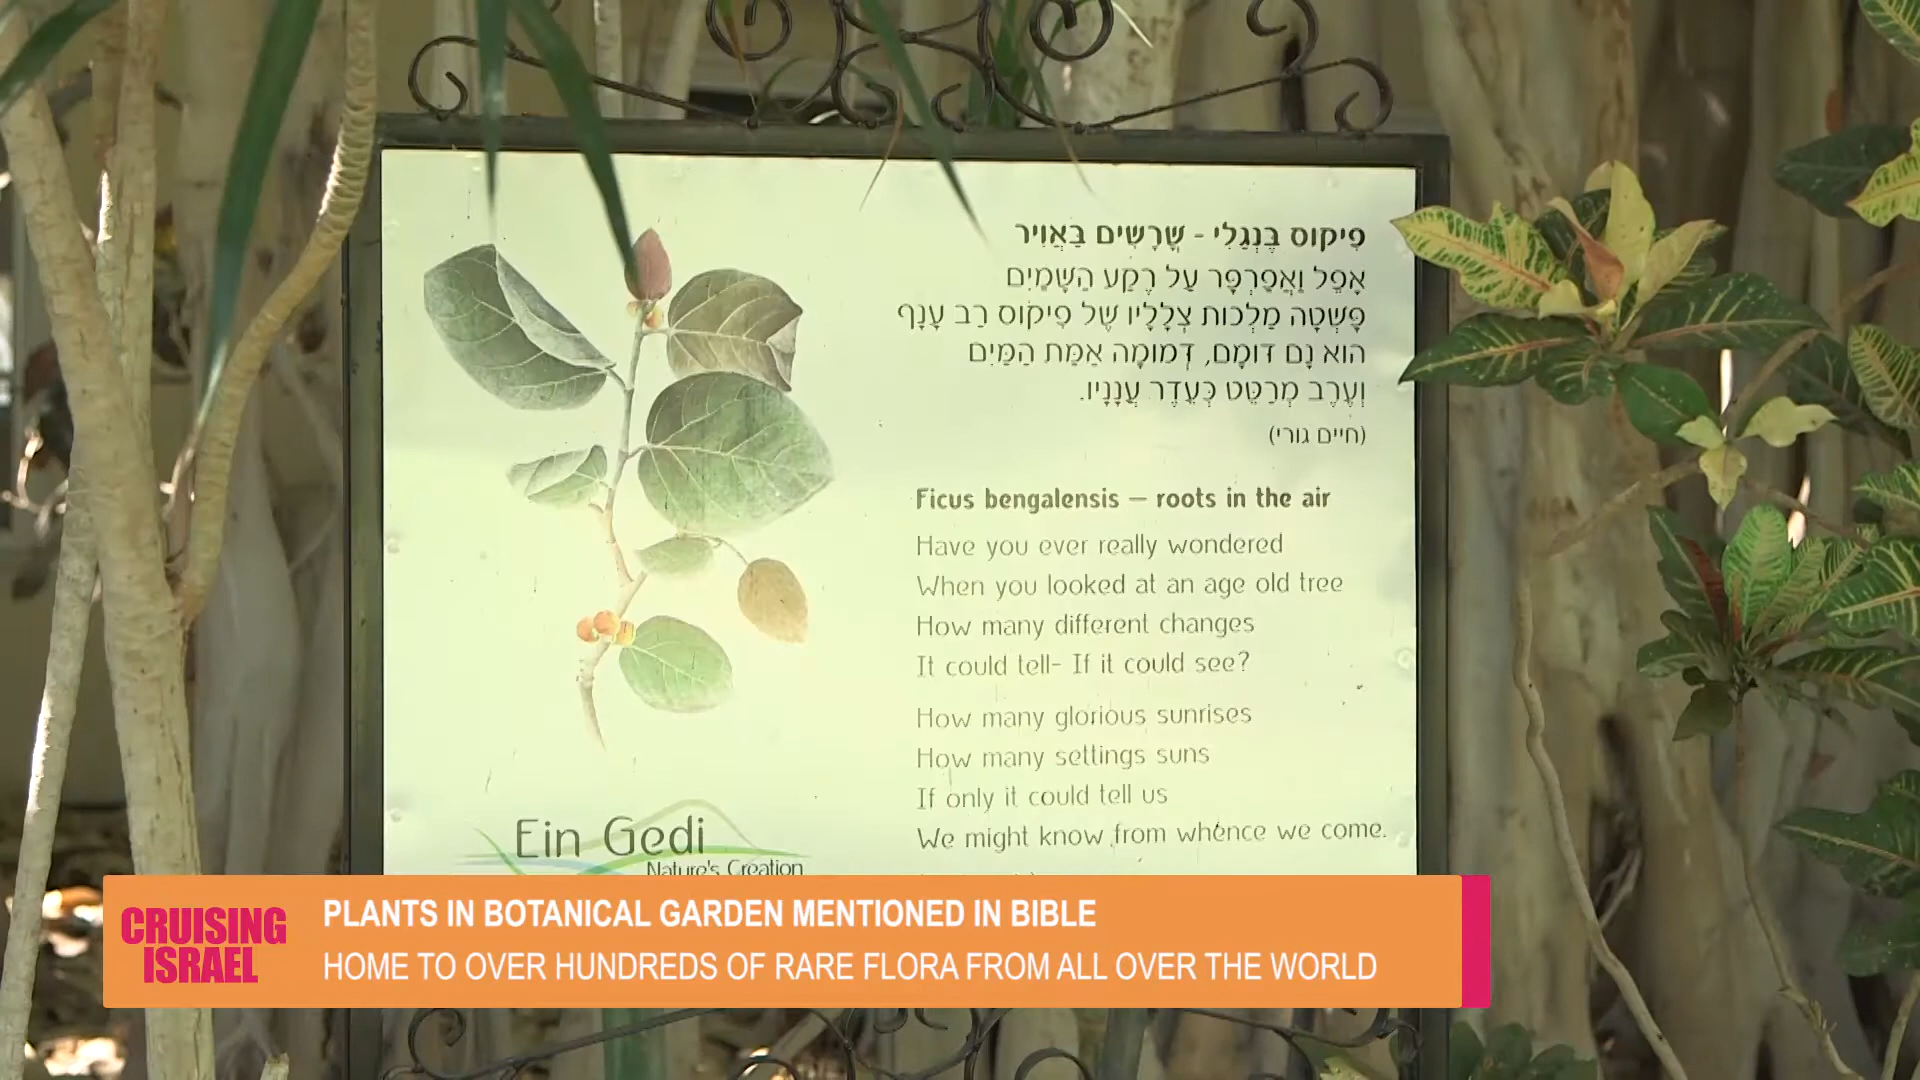 פִיקוּס בֶּנְגָלִי - שָׁרָשִׁים בָּאֲוִיר
אָפֵל וַאֲפַרְפָּר עַל רֶקַע הַשָּׁמַיִם
פָּשְׁטָה מַלְכוּת צְלָלָיו שֶׁל פִיקוּס רַב עָנָף
הוּא נָם דּוּמָם, דְּמוּמָה אַמַּת הַמַּיִם
וְעֶרֶב מְרַטֵּט כְּעֵדֶר עֲנָנָיו.
(חיים גורי)
Ficus bengalensis – roots in the air
Have you ever really wondered
When you looked at an age old tree
How many different changes
It could tell- If it could see?
How many glorious sunrises
How many settings suns
If only it could tell us
We might know from whence we come.
Ein Gedi
Nature's Creation
CRUISING
ISRAEL
PLANTS IN BOTANICAL GARDEN MENTIONED IN BIBLE
HOME TO OVER HUNDREDS OF RARE FLORA FROM ALL OVER THE WORLD